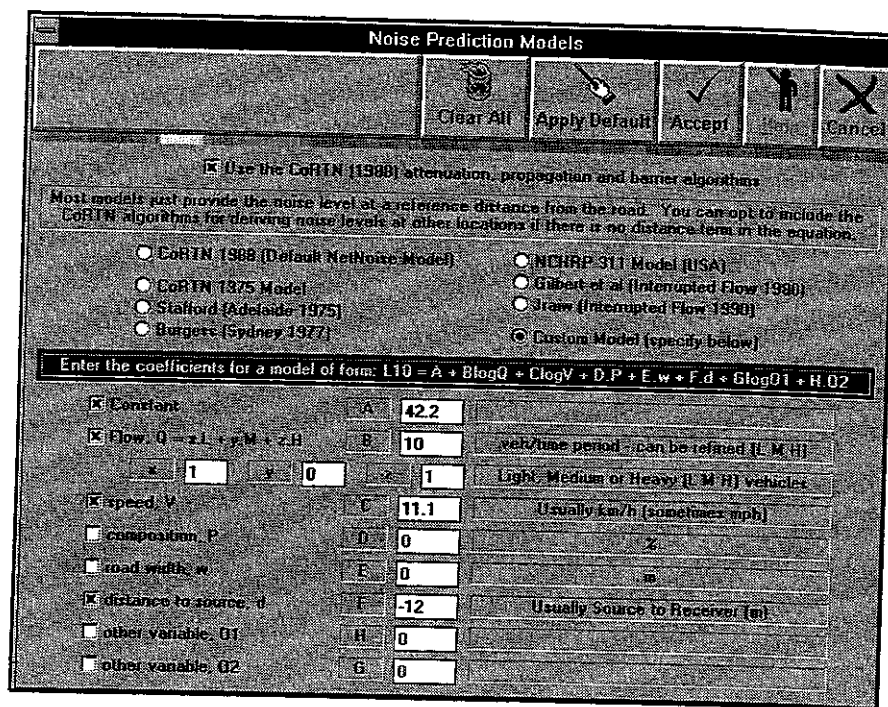 Noise Prediction Models
Clear All Apply Default Accept Cancel
Use the CoRTN (1988) attenuation, propagation and barrier algorithms
Most models just provide the noise level at a reference distance from the road. You can opt to include the
CoRTN algorithms for deriving noise levels at other locations if there is no distance term in the equation.
CoRTN 1988 (Default NetNoise Model) NCHRP 311 Model (USA)
CoRTN 1975 Model Gilbert et al (Interrupted Flow 1980)
Stafford (Adelaide 1975) (Interrupted Flow 1990)
Burgess (Sydney 1977) Custom Model (specify below)
Enter the coefficients for a model of form: L10 = A + BlogQ + ClogV + D.P + E.w + F.d + GlogO1 + H.O2
Constant A 42.2
Flow, Q = x.L + y.M + z.H B 10 veh/time period - can be refined (L M H)
x 1 y 0 z 1 Light, Medium or Heavy (L M H) vehicles
speed, V C 11.1 Usually km/h (sometimes mph)
composition, P D 0 %
road width, w E 0 m
distance to source, d F -12 Usually Source to Receiver (m)
other variable, O1 H 0
other variable, O2 G 0